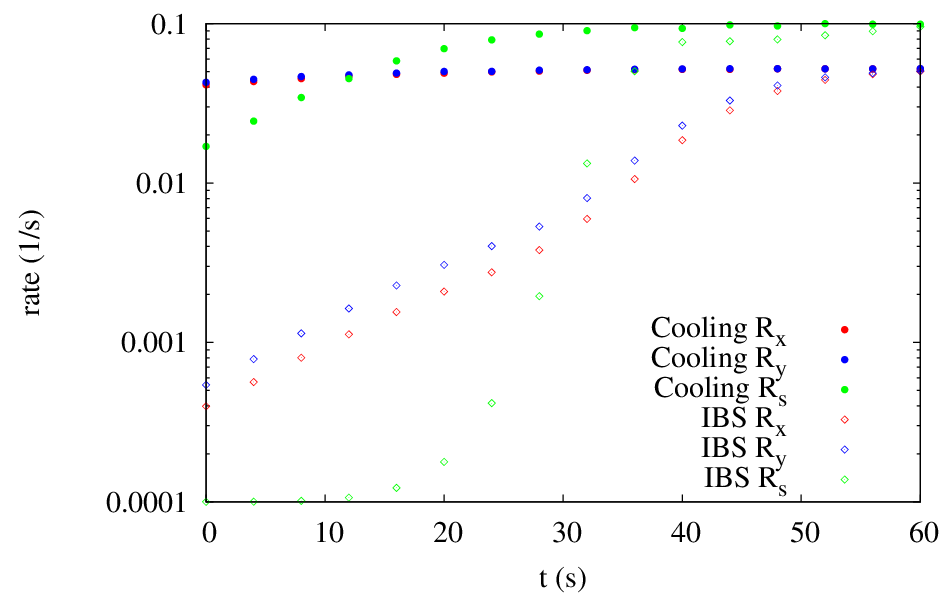 0.1
0.01
0.001
0.0001
rate (1/s)
Cooling Rx
Cooling Ry
Cooling Rs
IBS Rx
IBS Ry
IBS Rs
0 10 20 30 40 50 60
t (s)